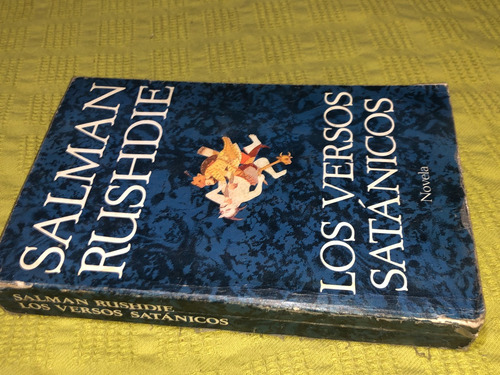 SALMAN
RUSHDIE
LOS VERSOS
SATÁNICOS
Novela
SALMAN RUSHDIE
LOS VERSOS SATÁNICOS